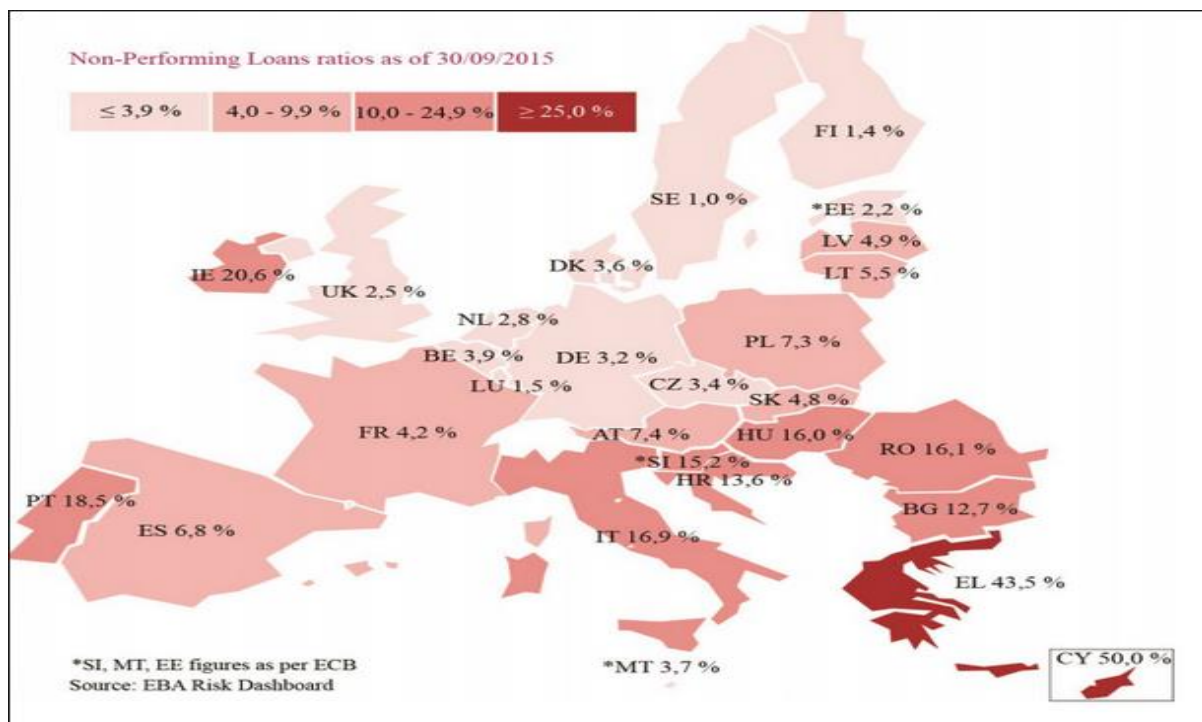 Non-Performing Loans ratios as of 30/09/2015
≤ 3,9 %
4,0 - 9,9 %
10,0 - 24,9 %
≥ 25,0 %
FI 1,4 %
SE 1,0 %
*EE 2,2 %
LV 4,9 %
LT 5,5 %
DK 3,6 %
IE 20,6 %
UK 2,5 %
NL 2,8 %
PL 7,3 %
BE 3,9 %
DE 3,2 %
LU 1,5 %
CZ 3,4 %
SK 4,8 %
FR 4,2 %
AT 7,4 %
HU 16,0 %
RO 16,1 %
*SI 15,2 %
HR 13,6 %
PT 18,5 %
ES 6,8 %
BG 12,7 %
IT 16,9 %
EL 43,5 %
*MT 3,7 %
CY 50,0 %
*SI, MT, EE figures as per ECB
Source: EBA Risk Dashboard